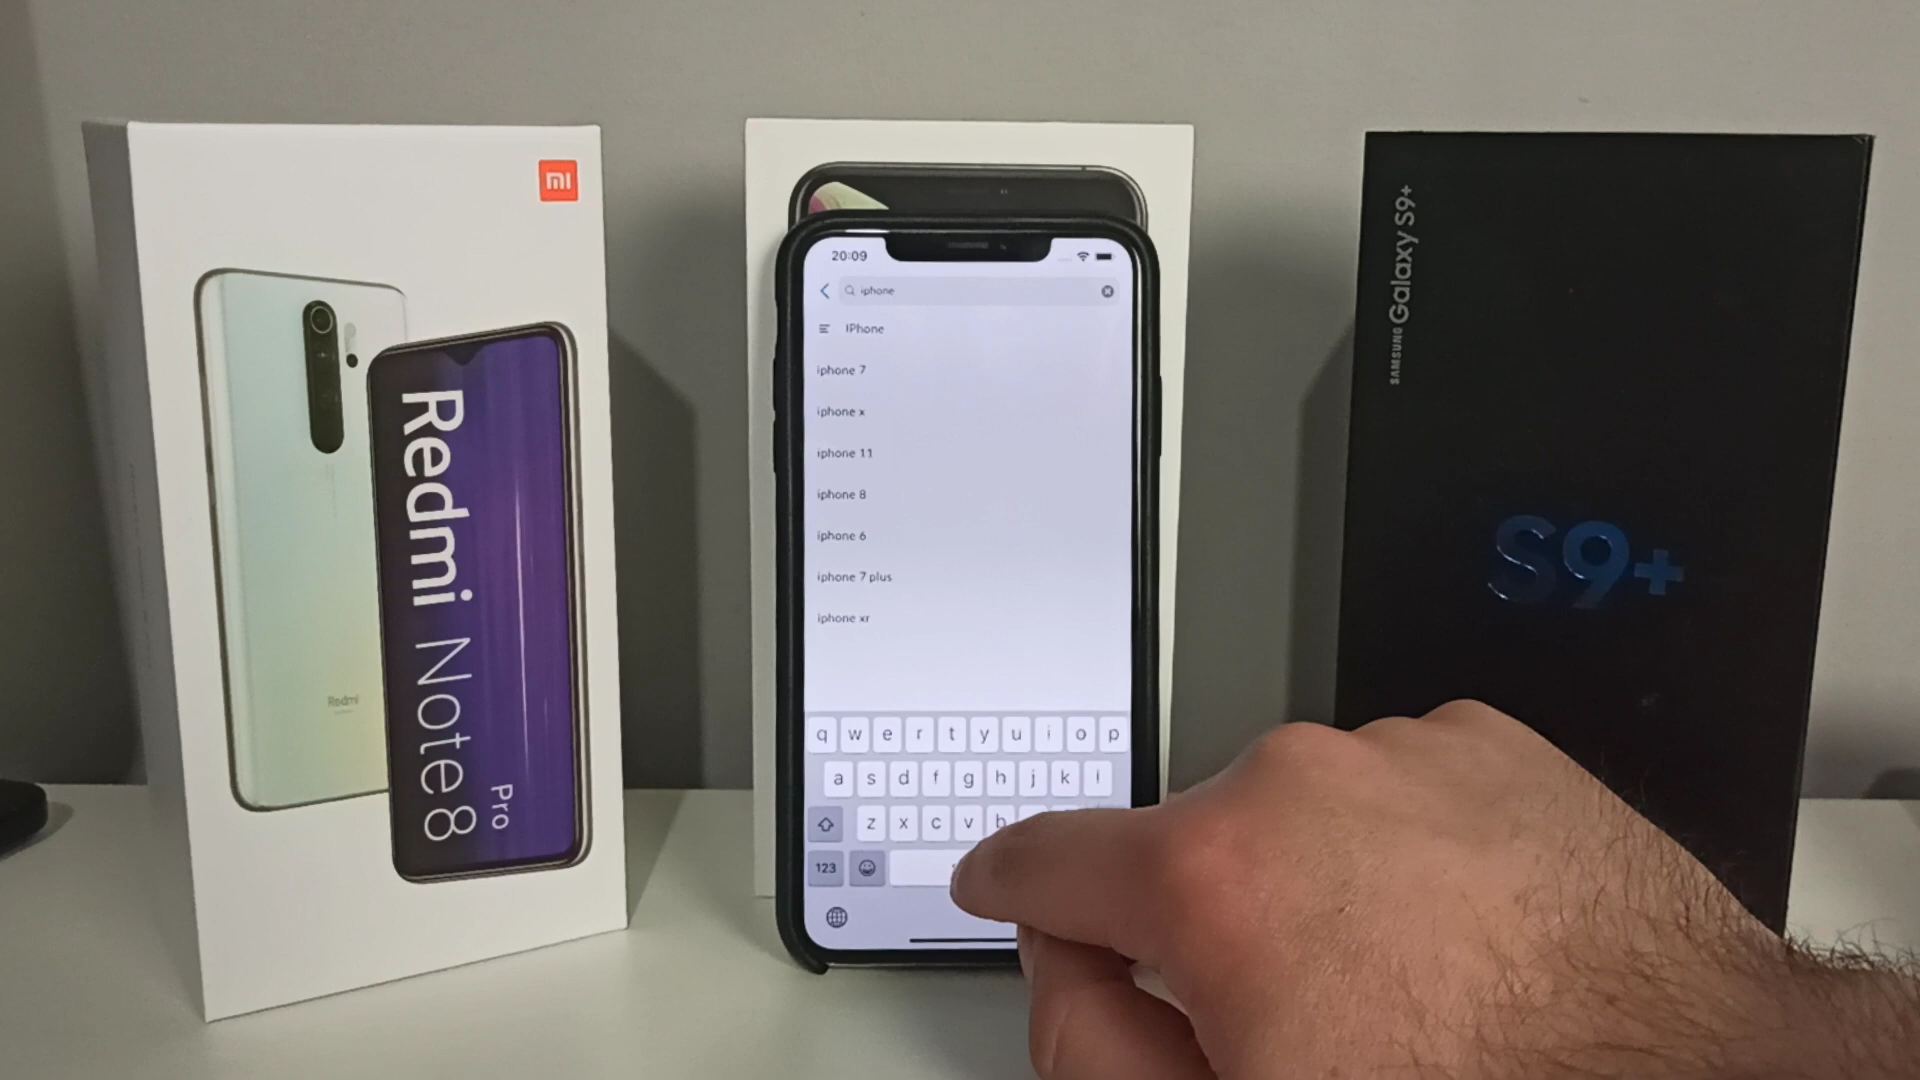 mi
Redmi
Redmi Note 8
Pro
20:09
iphone
IPhone
iphone 7
iphone x
iphone 11
iphone 8
iphone 6
iphone 7 plus
iphone xr
q w e r t y u i o p
a s d f g h j k l
z x c v b
123
SAMSUNG Galaxy S9+
S9+